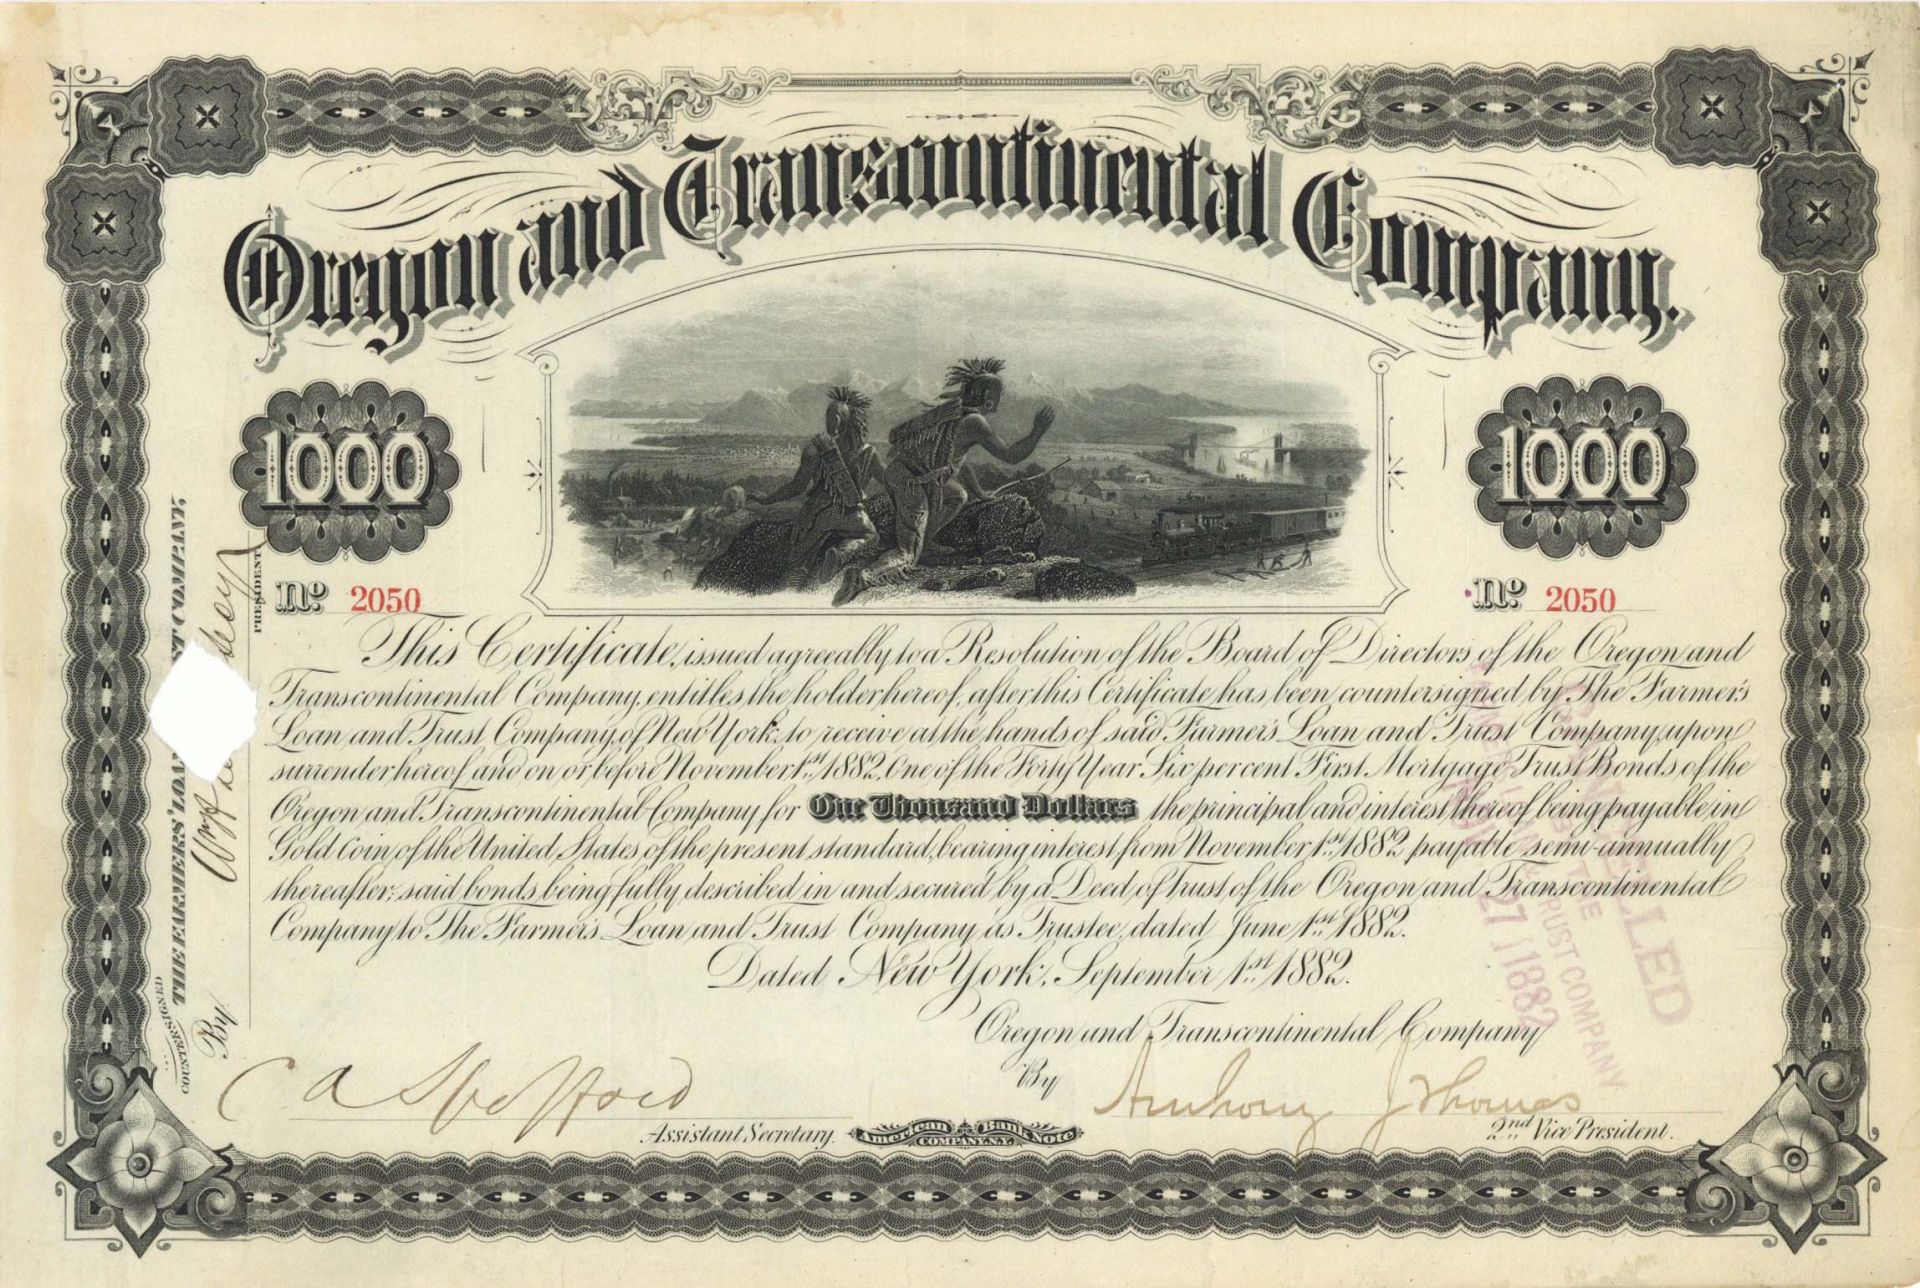 Oregon and Transcontinental Company.
1000
1000
No. 2050
No. 2050
This Certificate, issued agreeably to a Resolution of the Board of Directors of the Oregon and
Transcontinental Company, entitles the holder hereof, after this Certificate has been countersigned by The Farmer's
Loan and Trust Company, of New York, to receive at the hands of said Farmer's Loan and Trust Company, upon
surrender hereof, and on or before November 1st, 1882, One of the Forty Year Six per cent First Mortgage Trust Bonds of the
Oregon and Transcontinental Company for One Thousand Dollars, the principal and interest thereof being payable in
Gold Coin of the United States of the present standard, bearing interest from November 1st, 1882, payable semi-annually
thereafter; said bonds being fully described in and secured by a Deed of Trust of the Oregon and Transcontinental
Company to The Farmer's Loan and Trust Company, as Trustee, dated June 1st, 1882.
Dated New York, September 1st, 1882.
Oregon and Transcontinental Company
By Anthony J Thomas
2nd Vice President.
C A Spofford
Assistant Secretary.
American Bank Note
Company, N.Y.
COUNTERSIGNED
THE FARMERS' LOAN ST COMPANY.
By
PRESIDENT
CANCELLED
TRUST COMPANY
27 1882